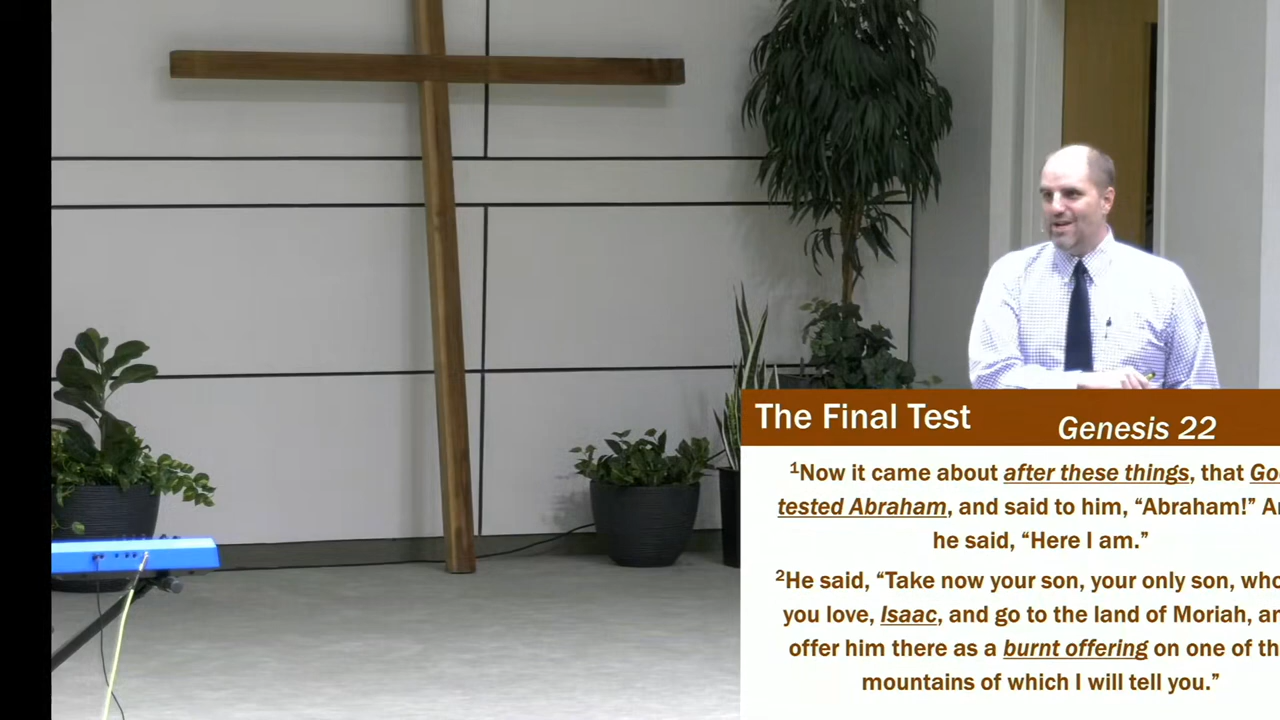 The Final Test
Genesis 22
¹Now it came about after these things, that
tested Abraham, and said to him, “Abraham!”
he said, “Here I am.”
²He said, “Take now your son, your only son,
you love, Isaac, and go to the land of Moriah,
offer him there as a burnt offering on one of
mountains of which I will tell you.”